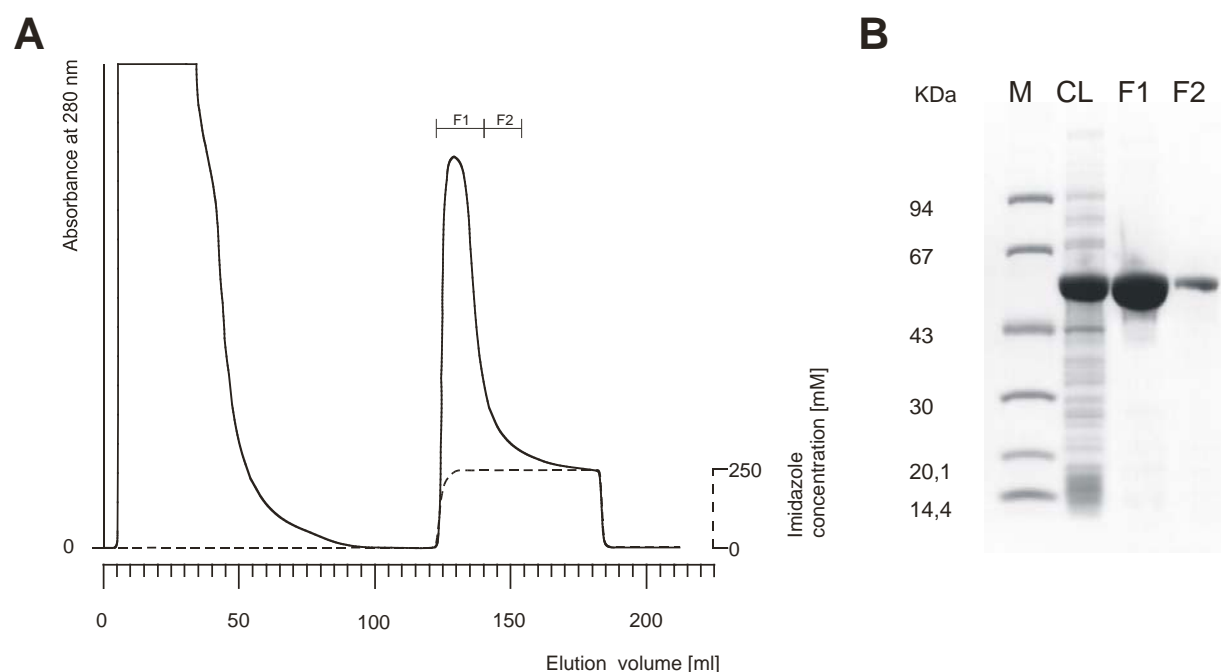 A
Absorbance at 280 nm
F1 F2
250
0
0
Imidazole
concentration [mM]
0 50 100 150 200
Elution volume [ml]
B
KDa M CL F1 F2
94
67
43
30
20,1
14,4